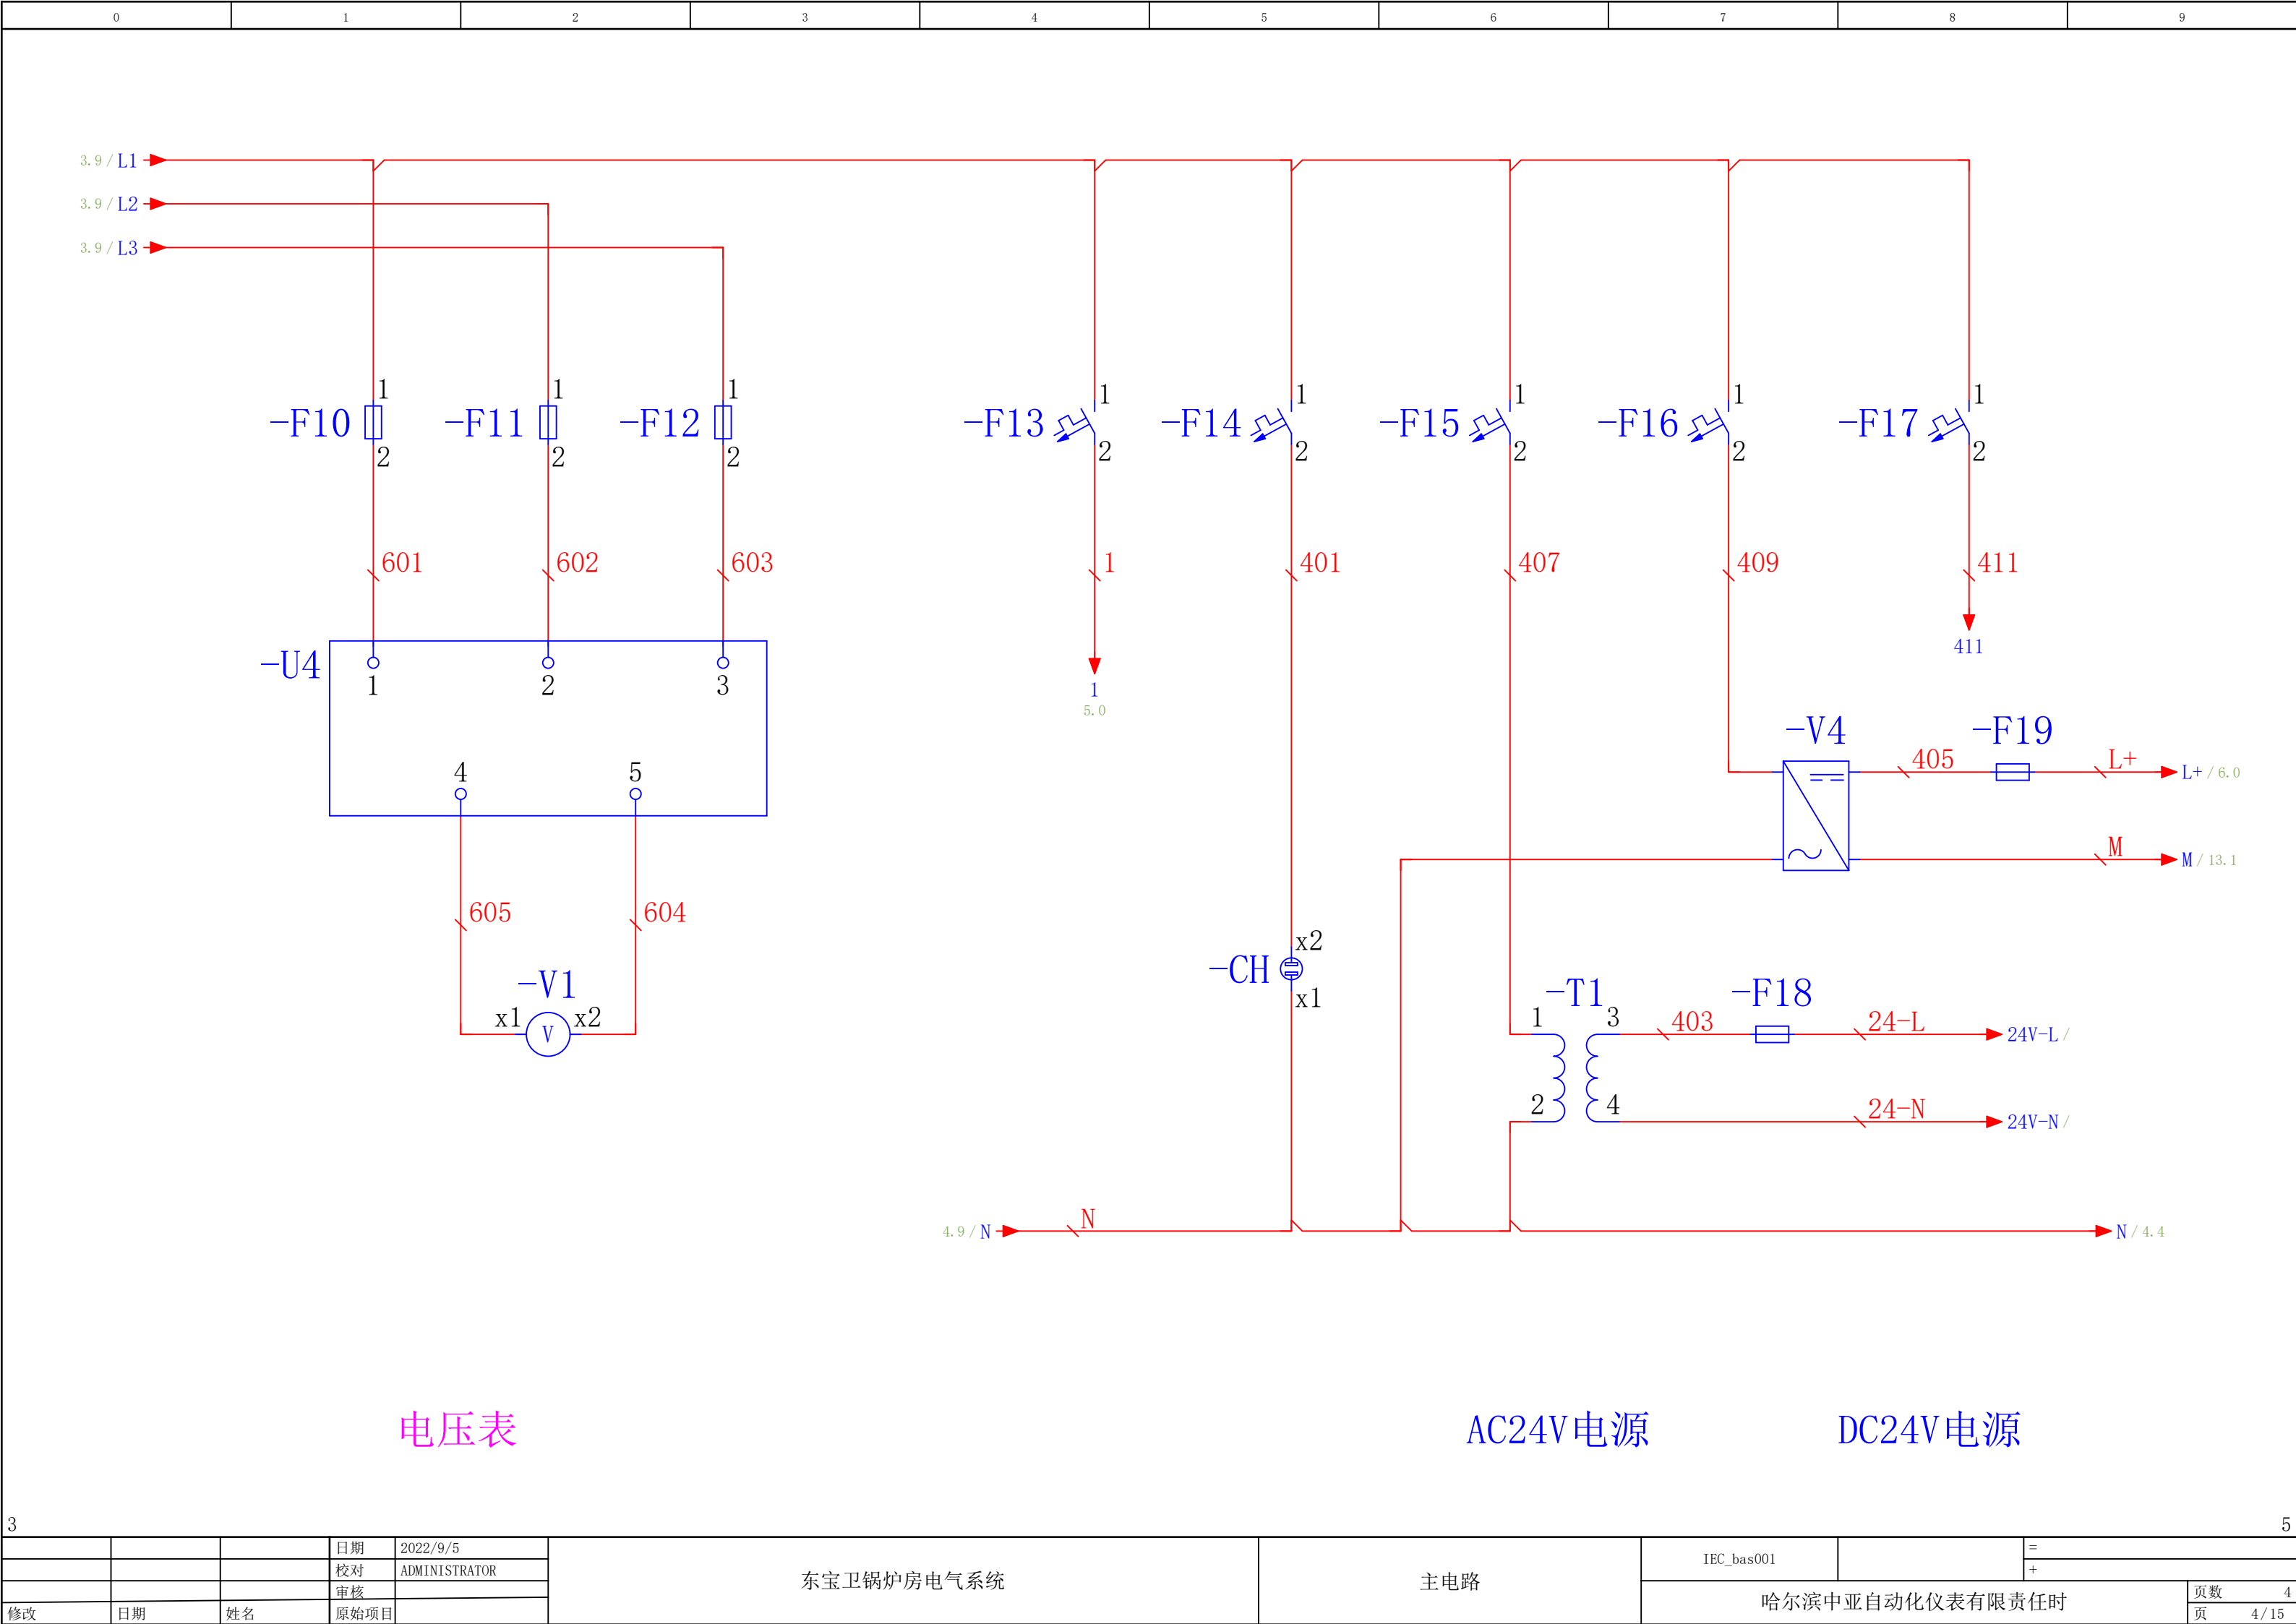 0 1 2 3 4 5 6 7 8 9
3.9 / L1
3.9 / L2
3.9 / L3
1 1 1 1 1 1 1 1
-F10 -F11 -F12 -F13 -F14 -F15 -F16 -F17
2 2 2 2 2 2 2 2
601 602 603 1 401 407 409 411
411
-U4
1 2 3
1
5.0
-V4 -F19
405 L+
L+ / 6.0
4 5
M
M / 13.1
605 604
x2
-CH
x1
-V1
x1 V x2
-T1 -F18
1 3 403 24-L
24V-L /
2 4 24-N
24V-N /
N
4.9 / N
N / 4.4
电压表
AC24V电源
DC24V电源
3
5
日期 2022/9/5
校对 ADMINISTRATOR
审核
修改 日期 姓名 原始项目
东宝卫锅炉房电气系统
主电路
IEC_bas001
=
+
哈尔滨中亚自动化仪表有限责任时
页数 4
页 4/15